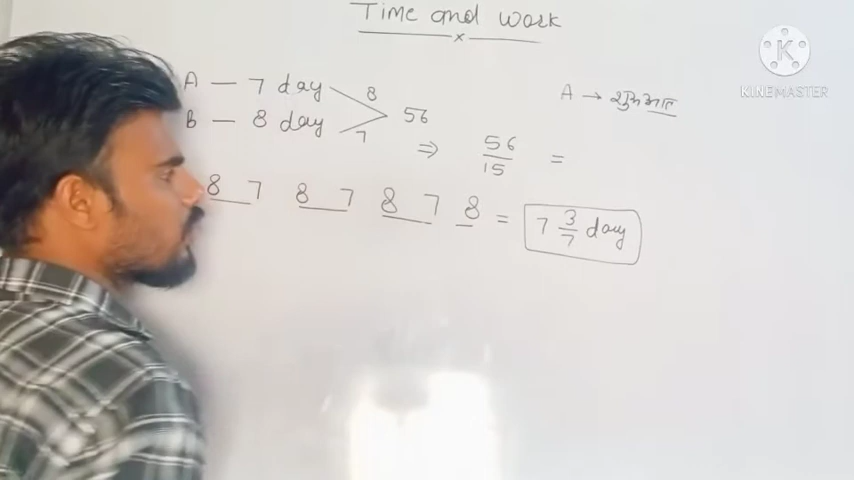 Time and work
A — 7 day 8
B — 8 day 7 56
A → शुरुआत
KINEMASTER
⇒ 56/15 =
8 7 8 7 8 7 8 = 7 3/7 day